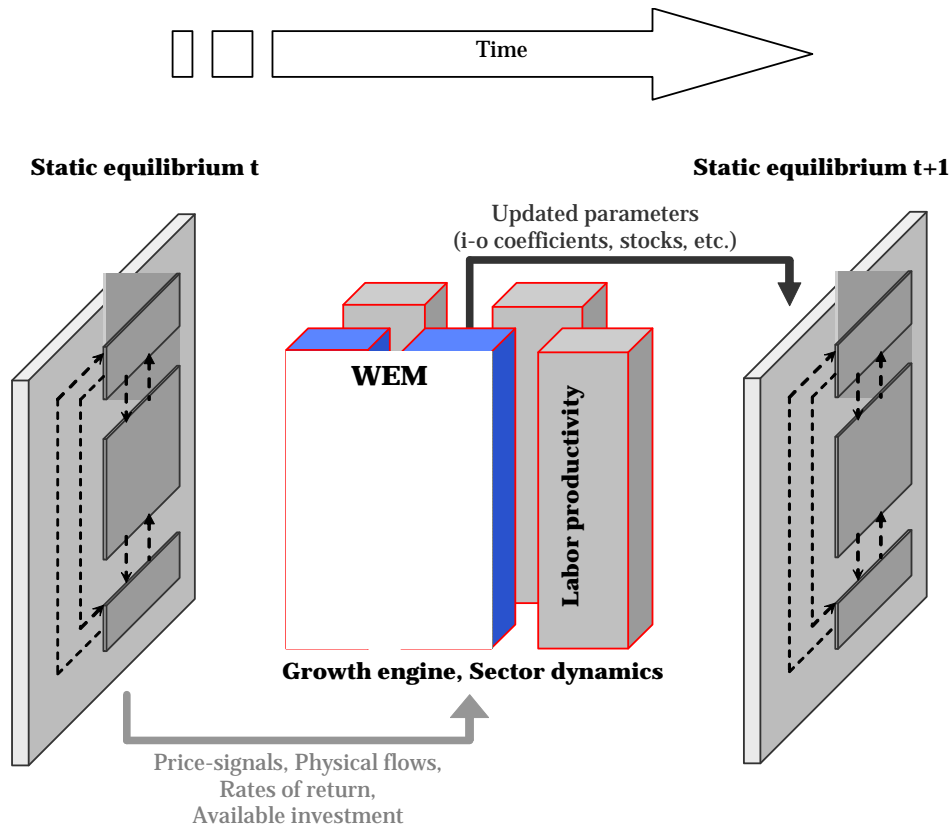 Time
Static equilibrium t
Static equilibrium t+1
Updated parameters
(i-o coefficients, stocks, etc.)
WEM
Labor productivity
Growth engine, Sector dynamics
Price-signals, Physical flows,
Rates of return,
Available investment